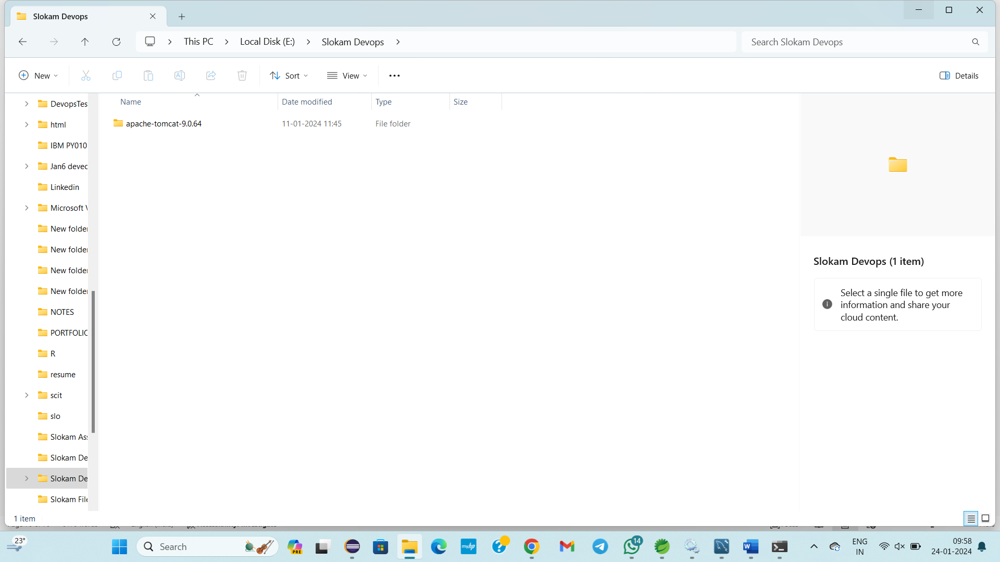 Slokam Devops
This PC
Local Disk (E:)
Slokam Devops
Search Slokam Devops
New
Sort
View
Details
Name
Date modified
Type
Size
apache-tomcat-9.0.64
11-01-2024 11:45
File folder
DevopsTes
html
IBM PY010
Jan6 devec
Linkedin
Microsoft V
New folder
New folder
New folder
New folder
NOTES
PORTFOLIC
R
resume
scit
slo
Slokam Ass
Slokam De
Slokam De
Slokam File
Slokam Devops (1 item)
Select a single file to get more
information and share your
cloud content.
1 item
23°
Search
PRE
myhp
14
W
ENG
IN
09:58
24-01-2024